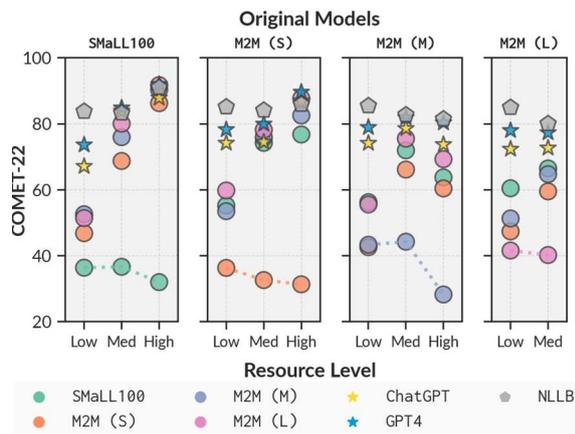 Original Models
SMaLL100 M2M (S) M2M (M) M2M (L)
COMET-22
100
80
60
40
20
Low Med High Low Med High Low Med High Low Med
Resource Level
SMaLL100 M2M (M) ChatGPT NLLB
M2M (S) M2M (L) GPT4